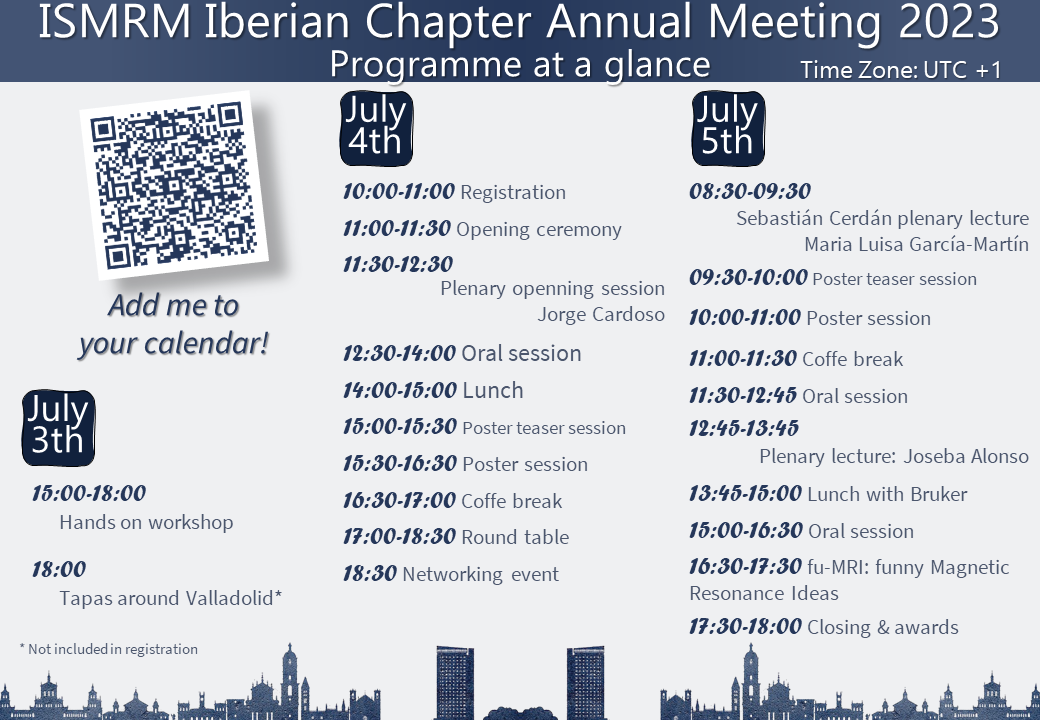 ISMRM Iberian Chapter Annual Meeting 2023
Programme at a glance
Time Zone: UTC +1
Add me to
your calendar!
July
3th
15:00-18:00
Hands on workshop
18:00
Tapas around Valladolid*
* Not included in registration
July
4th
10:00-11:00 Registration
11:00-11:30 Opening ceremony
11:30-12:30
Plenary openning session
Jorge Cardoso
12:30-14:00 Oral session
14:00-15:00 Lunch
15:00-15:30 Poster teaser session
15:30-16:30 Poster session
16:30-17:00 Coffe break
17:00-18:30 Round table
18:30 Networking event
July
5th
08:30-09:30
Sebastián Cerdán plenary lecture
Maria Luisa García-Martín
09:30-10:00 Poster teaser session
10:00-11:00 Poster session
11:00-11:30 Coffe break
11:30-12:45 Oral session
12:45-13:45
Plenary lecture: Joseba Alonso
13:45-15:00 Lunch with Bruker
15:00-16:30 Oral session
16:30-17:30 fu-MRI: funny Magnetic
Resonance Ideas
17:30-18:00 Closing & awards